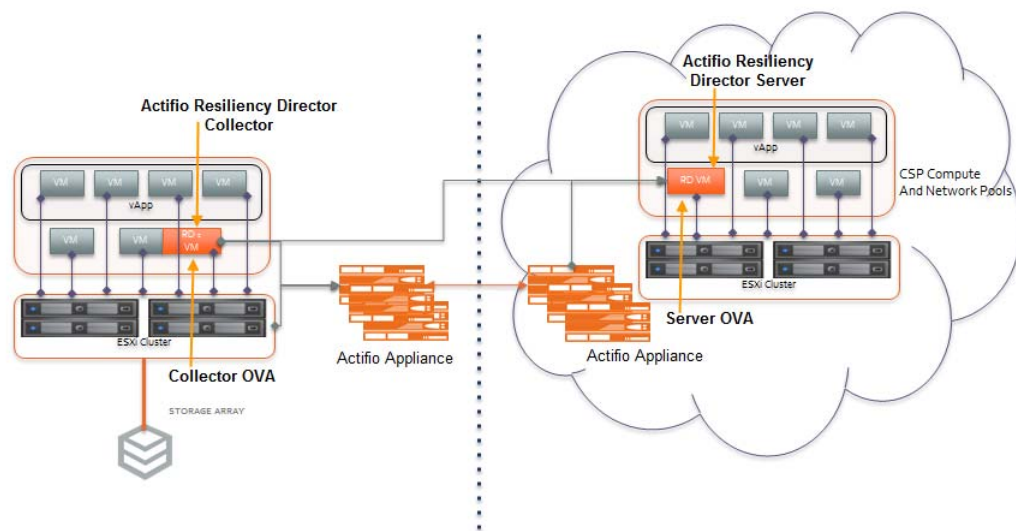 Actifio Resiliency Director
Collector
VM
VM
VM
VM
vApp
VM
VM
RD c
VM
ESXi Cluster
Collector OVA
STORAGE ARRAY
Actifio Appliance
Actifio Resiliency
Director Server
VM
VM
VM
VM
vApp
RD VM
VM
VM
CSP Compute
And Network Pools
ESXi Cluster
Server OVA
Actifio Appliance